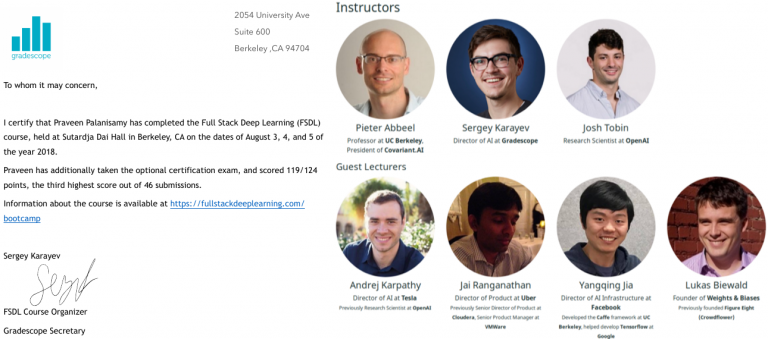 gradescope
2054 University Ave
Suite 600
Berkeley ,CA 94704
To whom it may concern,
I certify that Praveen Palanisamy has completed the Full Stack Deep Learning (FSDL)
course, held at Sutardja Dai Hall in Berkeley, CA on the dates of August 3, 4, and 5 of
the year 2018.
Praveen has additionally taken the optional certification exam, and scored 119/124
points, the third highest score out of 46 submissions.
Information about the course is available at https://fullstackdeeplearning.com/
bootcamp
Sergey Karayev
FSDL Course Organizer
Gradescope Secretary
Instructors
Pieter Abbeel
Professor at UC Berkeley,
President of Covariant.AI
Sergey Karayev
Director of AI at Gradescope
Josh Tobin
Research Scientist at OpenAI
Guest Lecturers
Andrej Karpathy
Director of AI at Tesla
Previously Research Scientist at OpenAI
Jai Ranganathan
Director of Product at Uber
Previously Senior Director of Product at
Cloudera, Senior Product Manager at
VMWare
Yangqing Jia
Director of AI Infrastructure at
Facebook
Developed the Caffe framework at UC
Berkeley, helped develop Tensorflow at
Google
Lukas Biewald
Founder of Weights & Biases
Previously founded Figure Eight
(Crowdflower)